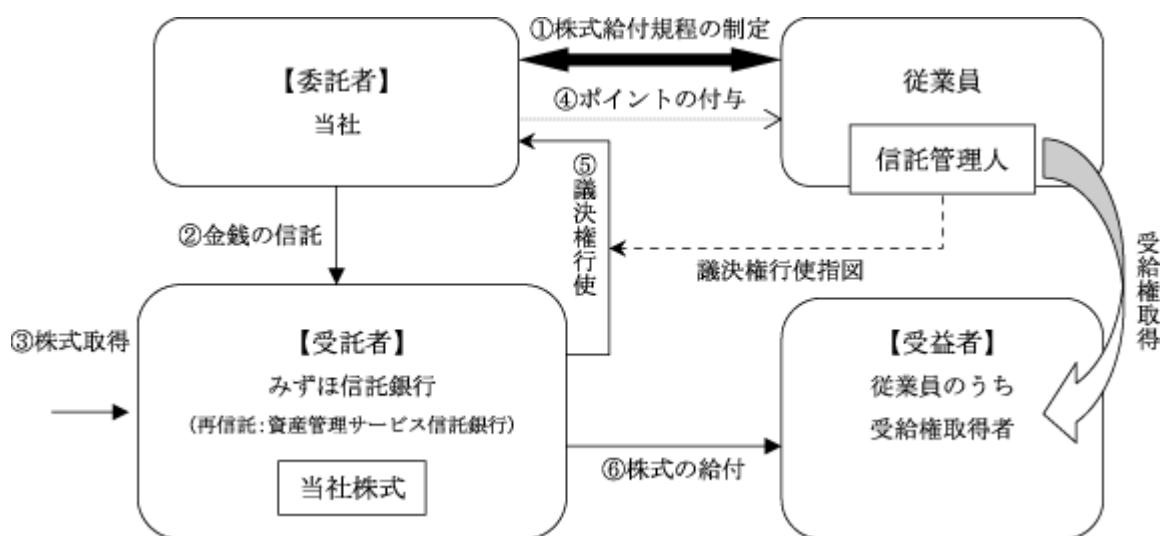 ①株式給付規程の制定
【委託者】
当社
従業員
④ポイントの付与
信託管理人
⑤議決権行使
②金銭の信託
議決権行使指図
受給権取得
③株式取得
【受託者】
みずほ信託銀行
(再信託:資産管理サービス信託銀行)
当社株式
【受益者】
従業員のうち
受給権取得者
⑥株式の給付